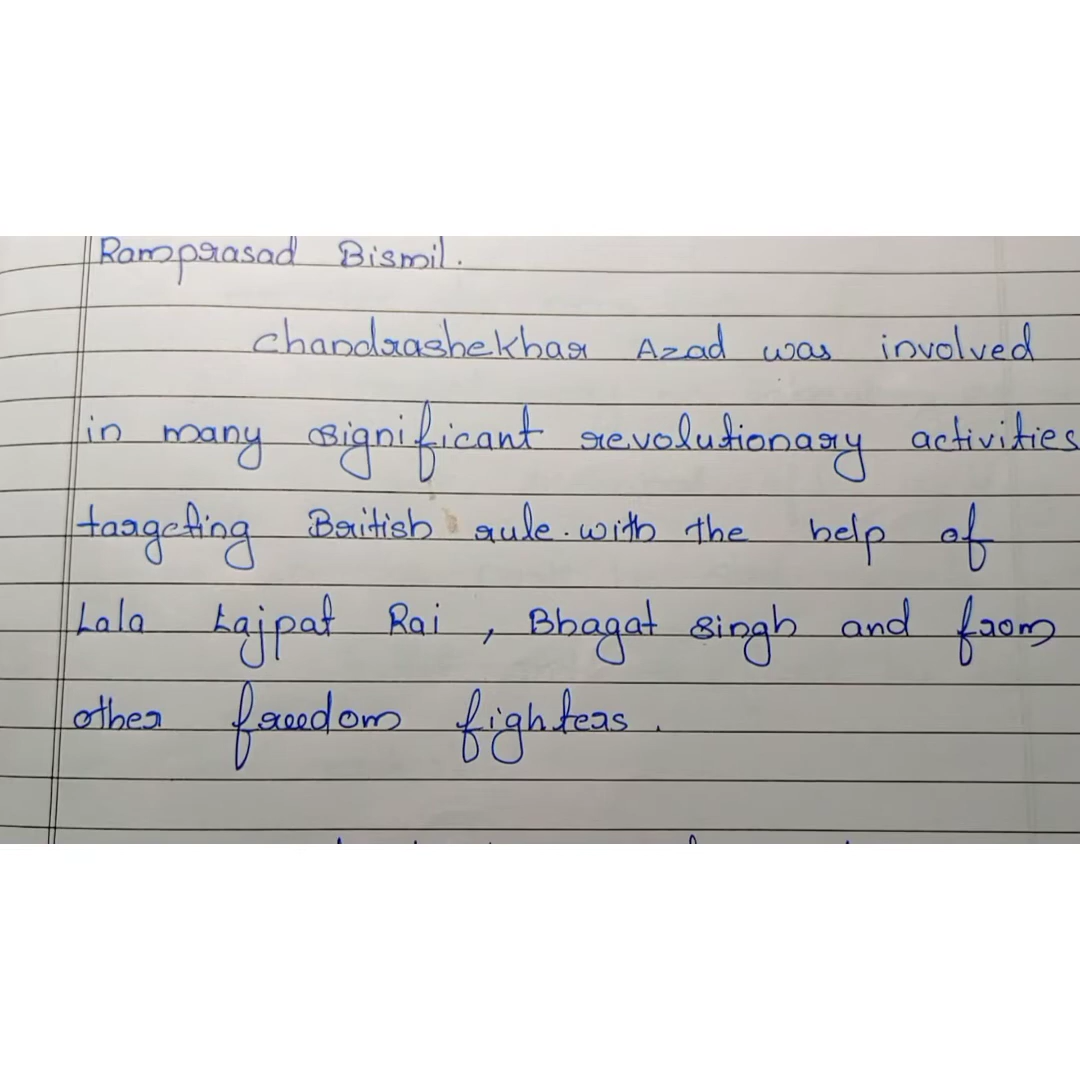 Ramprasad Bismil.
Chandrashekhar Azad was involved
in many significant revolutionary activities
targeting British rule. with the help of
Lala Lajpat Rai, Bhagat Singh and from
other freedom fighters.